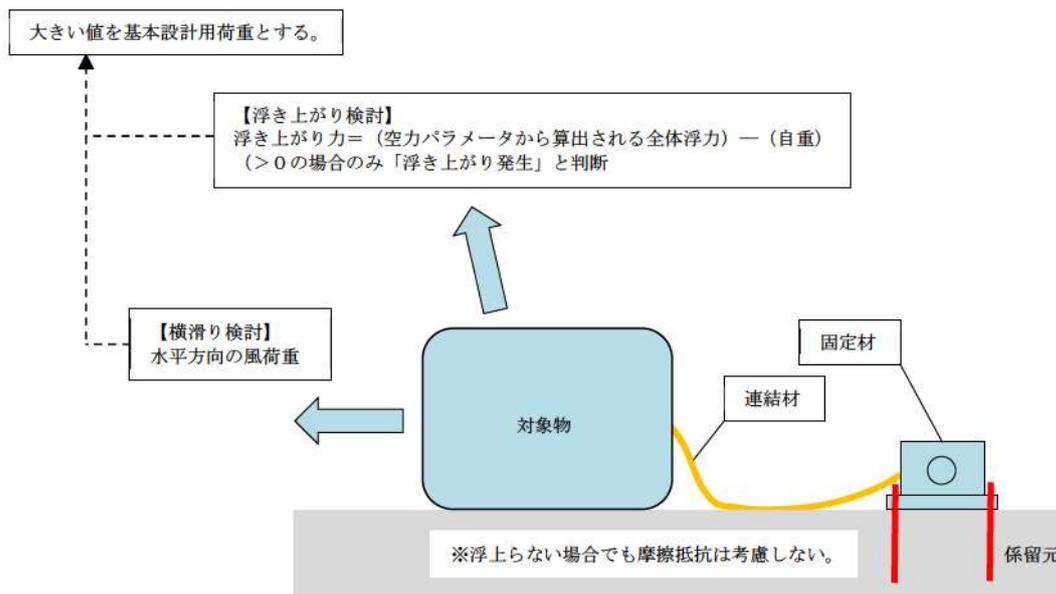 大きい値を基本設計用荷重とする。
【浮き上がり検討】
浮き上がり力=(空力パラメータから算出される全体浮力)―(自重)
(>0の場合のみ「浮き上がり発生」と判断
【横滑り検討】
水平方向の風荷重
固定材
連結材
対象物
※浮上らない場合でも摩擦抵抗は考慮しない。
係留元